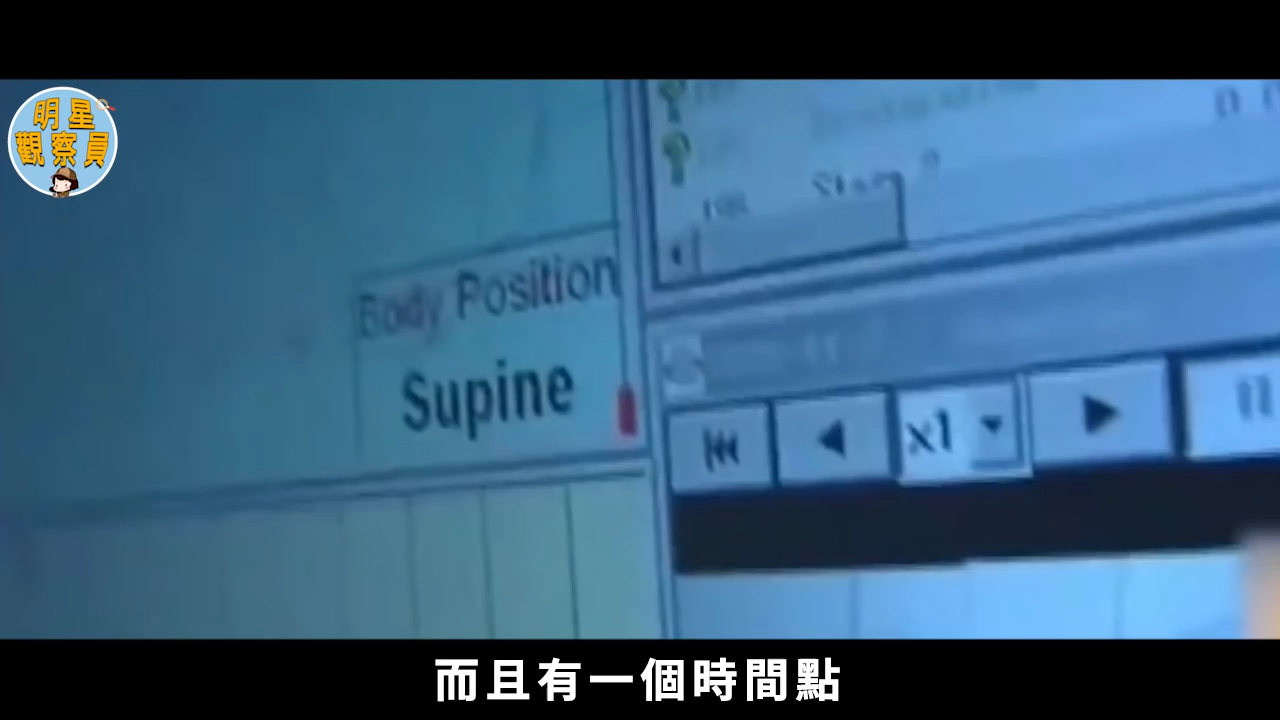 明星
觀察員
Body Position
Supine
x1
而且有一個時間點